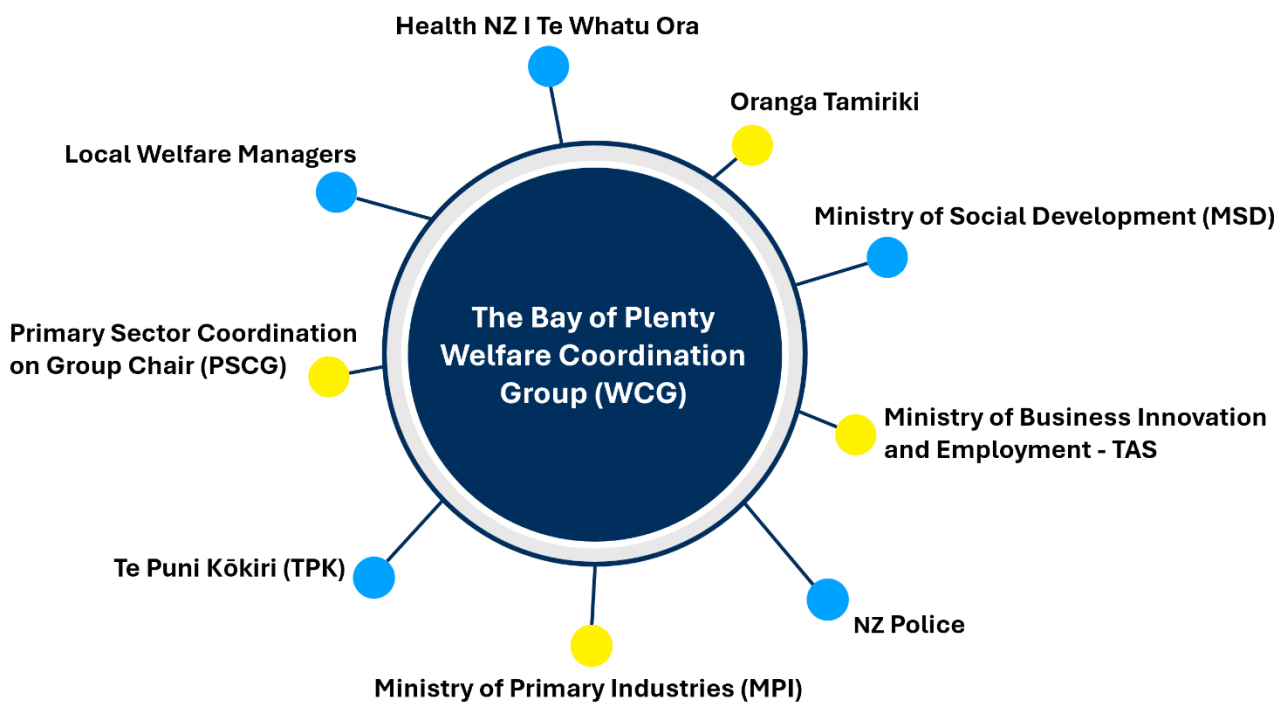 Health NZ I Te Whatu Ora
Oranga Tamiriki
Local Welfare Managers
Ministry of Social Development (MSD)
The Bay of Plenty
Welfare Coordination
Group (WCG)
Primary Sector Coordination
on Group Chair (PSCG)
Ministry of Business Innovation
and Employment - TAS
Te Puni Kōkiri (TPK)
NZ Police
Ministry of Primary Industries (MPI)